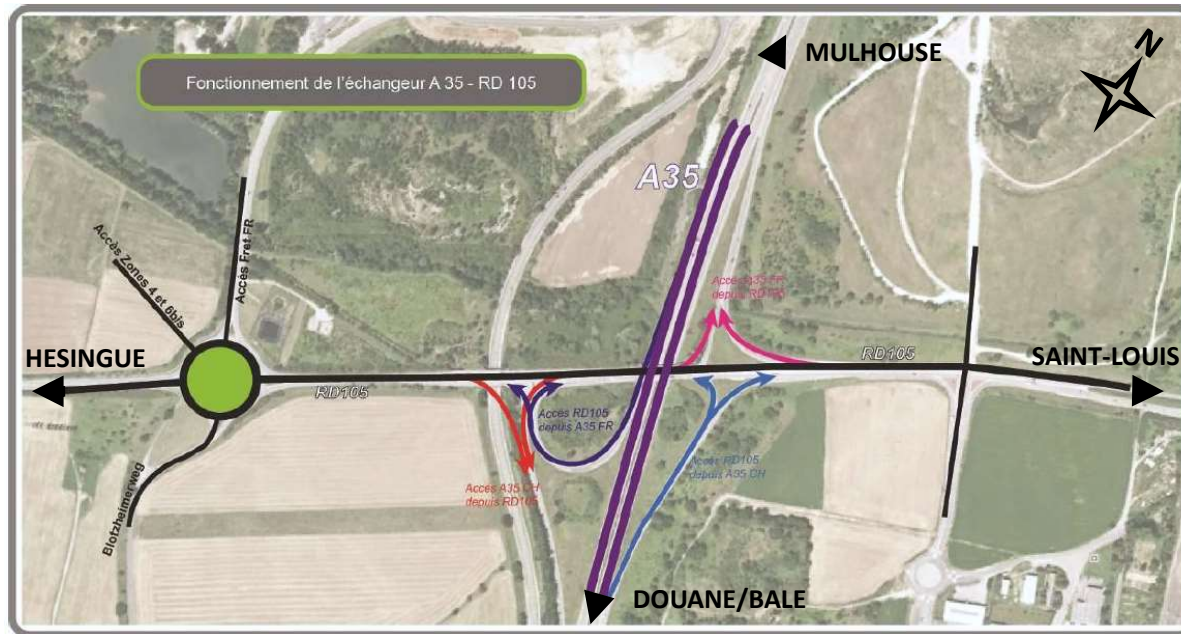 Fonctionnement de l'échangeur A 35 - RD 105
MULHOUSE
N
A35
Accès Zones 4 et 6bis
Accès Fret FR
Accès A35 FR
depuis RD105
HESINGUE
RD105
SAINT-LOUIS
RD105
Accès RD105
depuis A35 FR
Accès RD105
depuis A35 CH
Accès A35 CH
depuis RD105
Blotzheimerweg
DOUANE/BALE